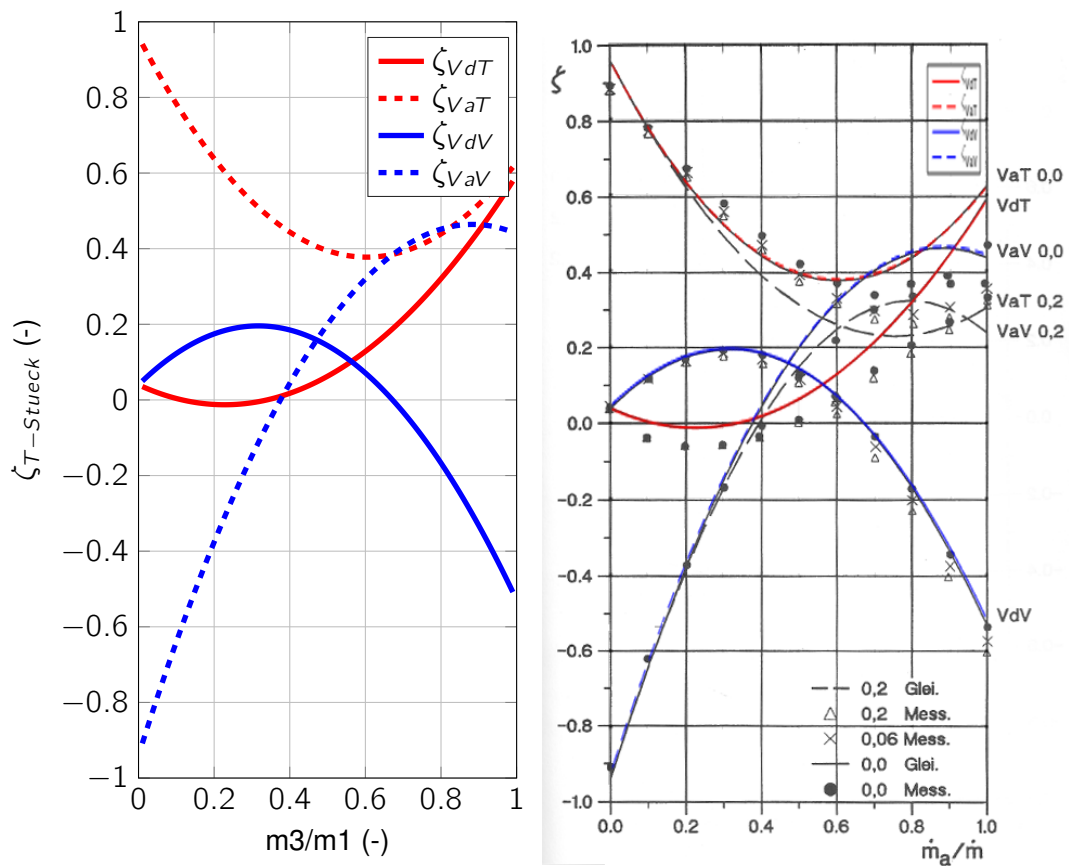 1
0.8
0.6
0.4
0.2
0
−0.2
−0.4
−0.6
−0.8
−1
0
0.2
0.4
0.6
0.8
1
ζT−Stueck (-)
m3/m1 (-)
ζVdT
ζVaT
ζVdV
ζVaV
ζ
1.0
0.8
0.6
0.4
0.2
0.0
-0.2
-0.4
-0.6
-0.8
-1.0
0.0
0.2
0.4
0.6
0.8
1.0
ṁa/ṁ
ζVdT
ζVaT
ζVdV
ζVaV
VaT 0,0
VdT
VaV 0,0
VaT 0,2
VaV 0,2
VdV
0,2 Glei.
0,2 Mess.
0,06 Mess.
0,0 Glei.
0,0 Mess.